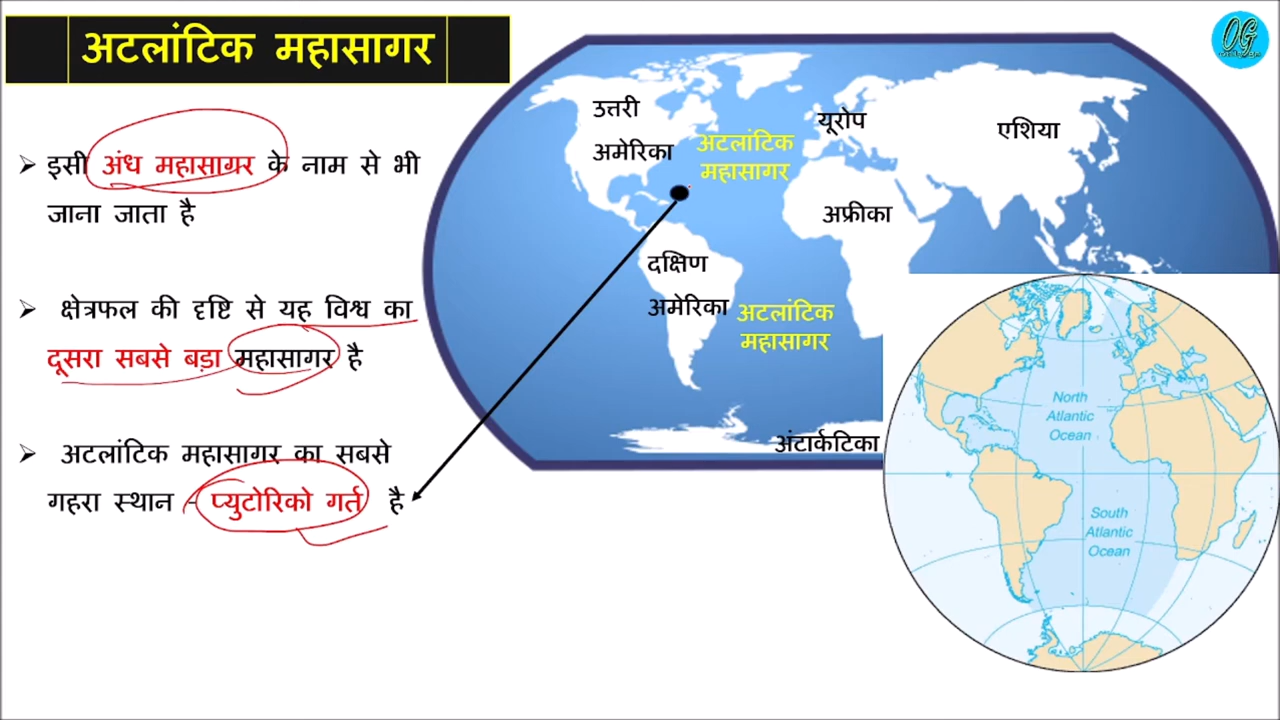 अटलांटिक महासागर
इसी अंध महासागर के नाम से भी
जाना जाता है
क्षेत्रफल की दृष्टि से यह विश्व का
दूसरा सबसे बड़ा महासागर है
अटलांटिक महासागर का सबसे
गहरा स्थान - प्युटोरिको गर्त है
उत्तरी
अमेरिका
अटलांटिक
महासागर
यूरोप
एशिया
अफ्रीका
दक्षिण
अमेरिका
अटलांटिक
महासागर
अंटार्कटिका
North
Atlantic
Ocean
South
Atlantic
Ocean
OG